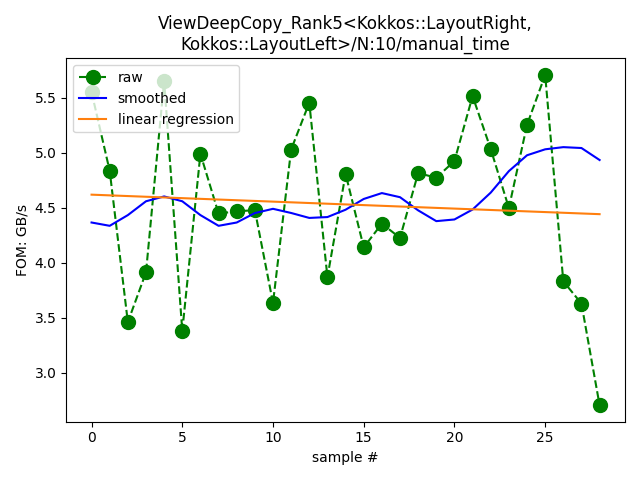 ViewDeepCopy_Rank5<Kokkos::LayoutRight,
Kokkos::LayoutLeft>/N:10/manual_time
raw
smoothed
linear regression
FOM: GB/s
5.5
5.0
4.5
4.0
3.5
3.0
0 5 10 15 20 25
sample #